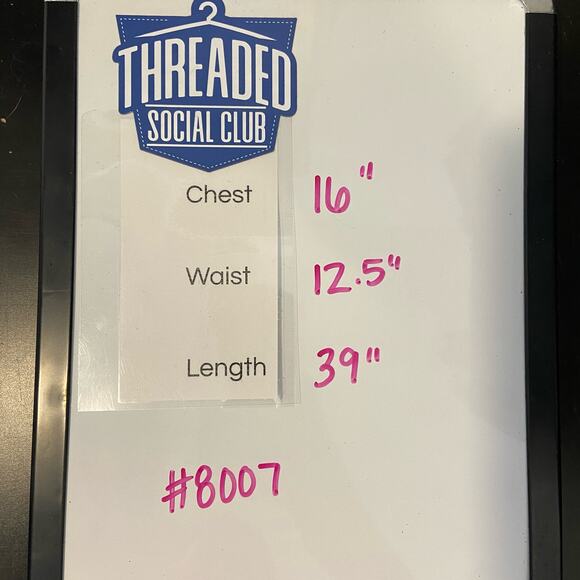 THREADED
SOCIAL CLUB
Chest 16"
Waist 12.5"
Length 39"
#8007